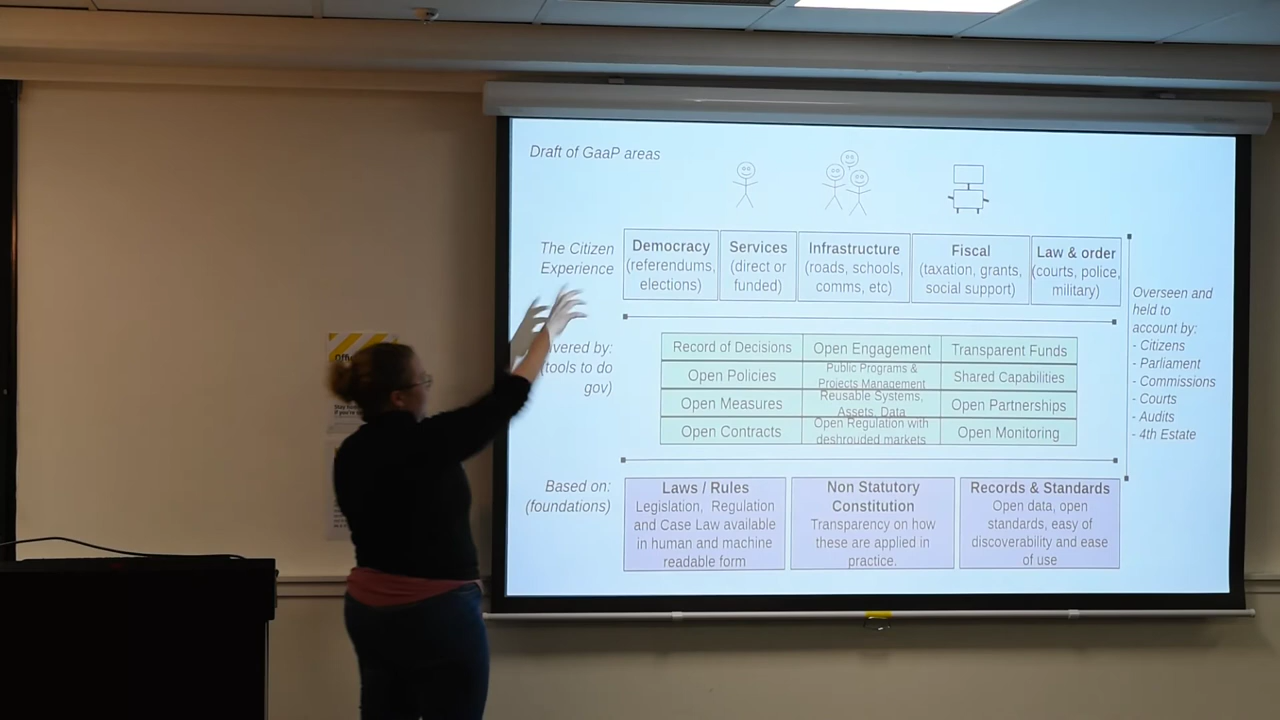 Draft of GaaP areas
The Citizen
Experience
Democracy
(referendums,
elections)
Services
(direct or
funded)
Infrastructure
(roads, schools,
comms, etc)
Fiscal
(taxation, grants,
social support)
Law & order
(courts, police,
military)
Overseen and
held to
account by:
- Citizens
- Parliament
- Commissions
- Courts
- Audits
- 4th Estate
vered by:
(tools to do
gov)
Record of Decisions
Open Engagement
Transparent Funds
Open Policies
Public Programs &
Projects Management
Shared Capabilities
Open Measures
Reusable Systems,
Assets, Data
Open Partnerships
Open Contracts
Open Regulation with
deshrouded markets
Open Monitoring
Based on:
(foundations)
Laws / Rules
Legislation, Regulation
and Case Law available
in human and machine
readable form
Non Statutory
Constitution
Transparency on how
these are applied in
practice.
Records & Standards
Open data, open
standards, easy of
discoverability and ease
of use